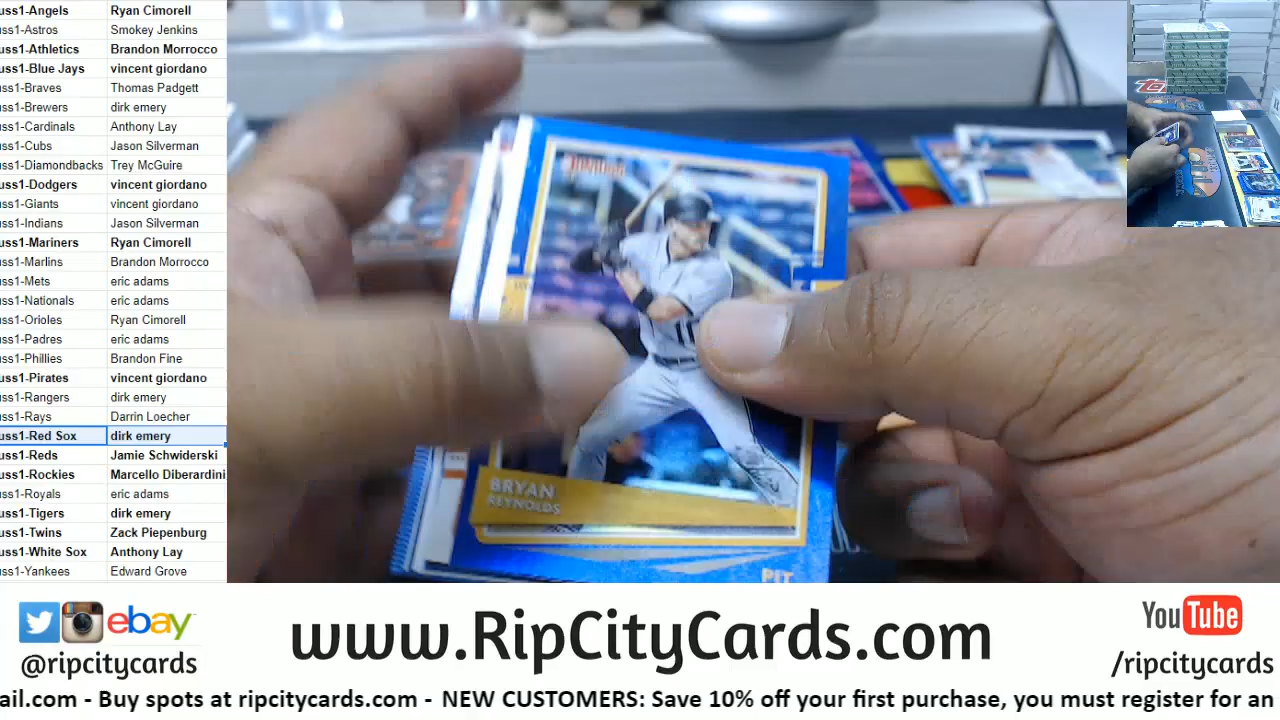 uss1-Angels Ryan Cimorell
uss1-Astros Smokey Jenkins
uss1-Athletics Brandon Morrocco
uss1-Blue Jays vincent giordano
uss1-Braves Thomas Padgett
uss1-Brewers dirk emery
uss1-Cardinals Anthony Lay
uss1-Cubs Jason Silverman
uss1-Diamondbacks Trey McGuire
uss1-Dodgers vincent giordano
uss1-Giants vincent giordano
uss1-Indians Jason Silverman
uss1-Mariners Ryan Cimorell
uss1-Marlins Brandon Morrocco
uss1-Mets eric adams
uss1-Nationals eric adams
uss1-Orioles Ryan Cimorell
uss1-Padres eric adams
uss1-Phillies Brandon Fine
uss1-Pirates vincent giordano
uss1-Rangers dirk emery
uss1-Rays Darrin Loecher
uss1-Red Sox dirk emery
uss1-Reds Jamie Schwiderski
uss1-Rockies Marcello Diberardini
uss1-Royals eric adams
uss1-Tigers dirk emery
uss1-Twins Zack Piepenburg
uss1-White Sox Anthony Lay
uss1-Yankees Edward Grove
BRYAN
REYNOLDS
PIT
ebay
@ripcitycards
www.RipCityCards.com
YouTube
/ripcitycards
ail.com - Buy spots at ripcitycards.com - NEW CUSTOMERS: Save 10% off your first purchase, you must register for an